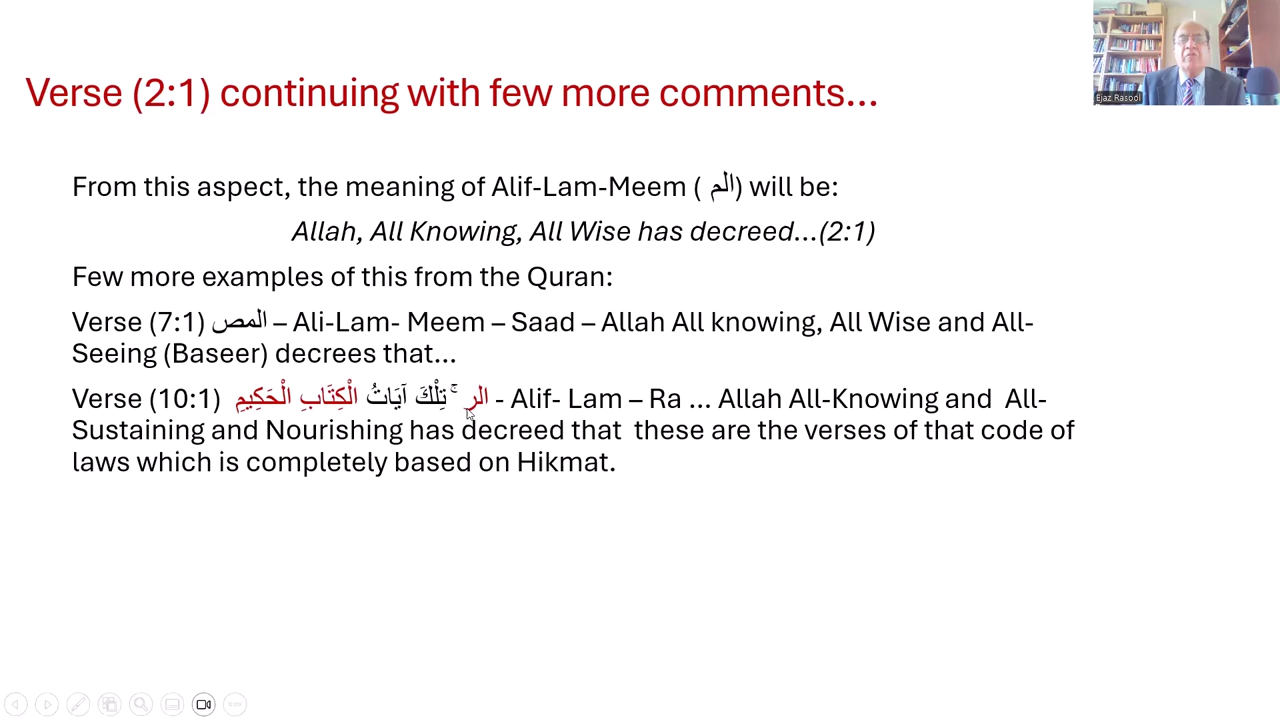 Verse (2:1) continuing with few more comments...
Ejaz Rasool
From this aspect, the meaning of Alif-Lam-Meem ( الم) will be:
Allah, All Knowing, All Wise has decreed...(2:1)
Few more examples of this from the Quran:
Verse (7:1) المص – Ali-Lam- Meem – Saad – Allah All knowing, All Wise and All-
Seeing (Baseer) decrees that...
Verse (10:1) الر ۚ تِلْكَ آيَاتُ الْكِتَابِ الْحَكِيمِ - Alif- Lam – Ra ... Allah All-Knowing and All-
Sustaining and Nourishing has decreed that these are the verses of that code of
laws which is completely based on Hikmat.